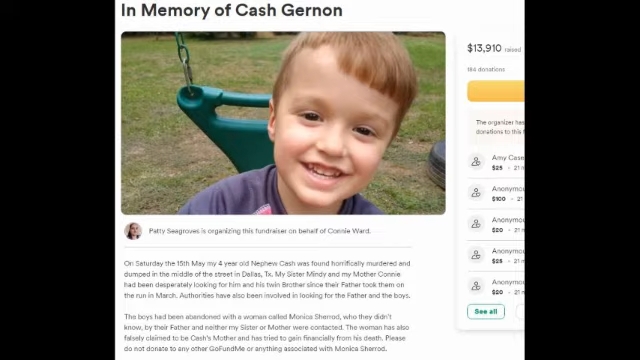 In Memory of Cash Gernon
$13,910 raised
184 donations
The organizer has
donations to this f
Amy Case
$25 · 21 m
Anonymou
$100 · 21
Anonymou
$20 · 21 m
Anonymou
$25 · 21 m
Anonymou
$20 · 21 m
See all
Patty Seagroves is organizing this fundraiser on behalf of Connie Ward.
On Saturday the 15th May my 4 year old Nephew Cash was found horrifically murdered and
dumped in the middle of the street in Dallas, Tx. My Sister Mindy and my Mother Connie
had been desperately looking for him and his twin Brother since their Father took them on
the run in March. Authorities have also been involved in looking for the Father and the boys.
The boys had been abandoned with a woman called Monica Sherrod, who they didn't
know, by their Father and neither my Sister or Mother were contacted. The woman has also
falsely claimed to be Cash's Mother and has tried to gain financially from his death. Please
do not donate to any other GoFundMe or anything associated with Monica Sherrod.